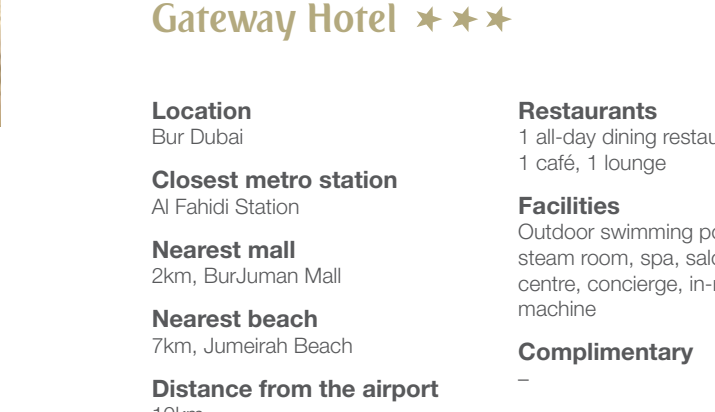 Gateway Hotel ★ ★ ★
Location
Bur Dubai
Closest metro station
Al Fahidi Station
Nearest mall
2km, BurJuman Mall
Nearest beach
7km, Jumeirah Beach
Distance from the airport
Restaurants
1 all-day dining
1 café, 1 lounge
Facilities
Outdoor swimming
steam room, spa,
centre, concierge,
machine
Complimentary
–